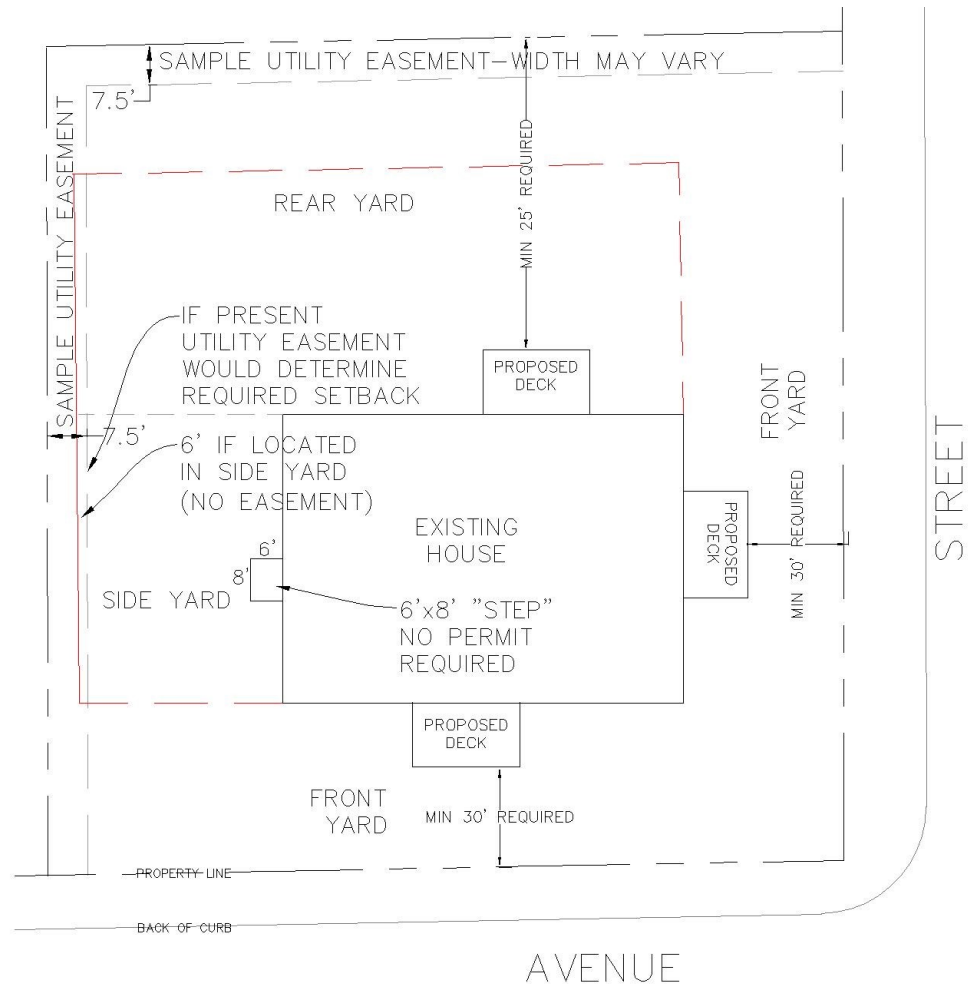 SAMPLE UTILITY EASEMENT-WIDTH MAY VARY
7.5'
SAMPLE UTILITY EASEMENT
MIN 25' REQUIRED
REAR YARD
IF PRESENT
UTILITY EASEMENT
WOULD DETERMINE
REQUIRED SETBACK
PROPOSED
DECK
FRONT
YARD
7.5'
6' IF LOCATED
IN SIDE YARD
(NO EASEMENT)
STREET
EXISTING
HOUSE
PROPOSED
DECK
MIN 30' REQUIRED
6'
8'
SIDE YARD
6'x8' "STEP"
NO PERMIT
REQUIRED
PROPOSED
DECK
FRONT
YARD
MIN 30' REQUIRED
PROPERTY LINE
BACK OF CURB
AVENUE